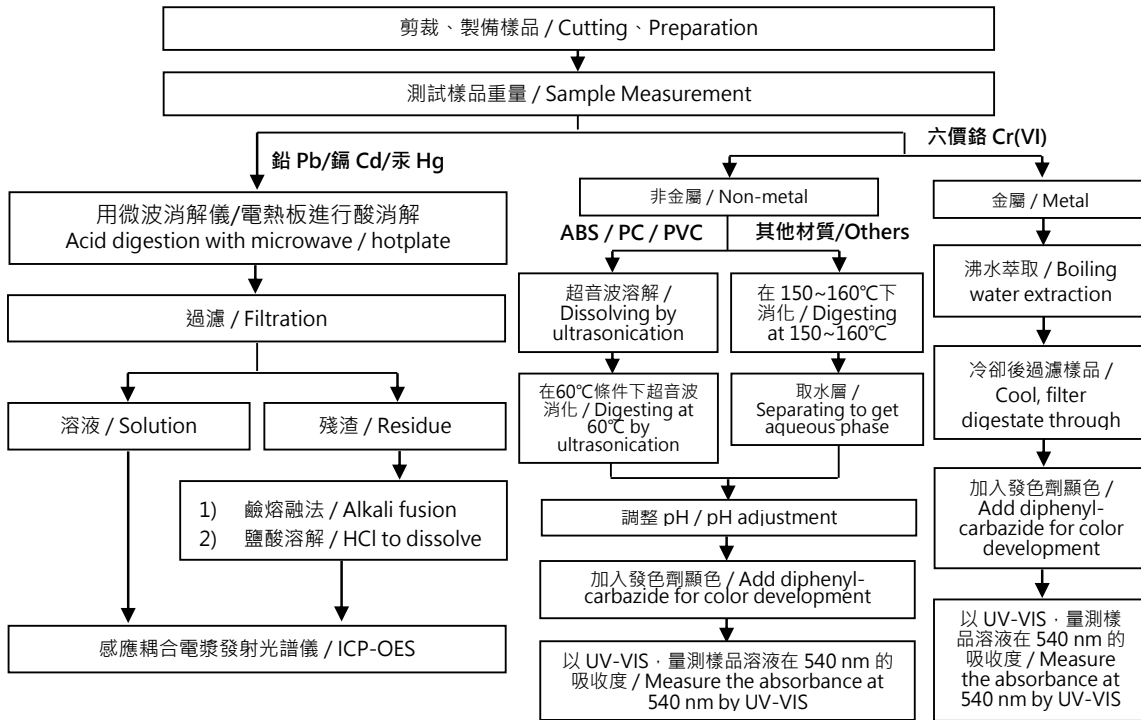 剪裁、製備樣品 / Cutting、Preparation
測試樣品重量 / Sample Measurement
鉛 Pb/鎘 Cd/汞 Hg
六價鉻 Cr(VI)
用微波消解儀/電熱板進行酸消解
Acid digestion with microwave / hotplate
過濾 / Filtration
溶液 / Solution
殘渣 / Residue
1) 鹼熔融法 / Alkali fusion
2) 鹽酸溶解 / HCl to dissolve
感應耦合電漿發射光譜儀 / ICP-OES
非金屬 / Non-metal
ABS / PC / PVC
其他材質/Others
超音波溶解 /
Dissolving by
ultrasonication
在60℃條件下超音波
消化 / Digesting at
60℃ by
ultrasonication
在 150~160℃下
消化 / Digesting
at 150~160℃
取水層 /
Separating to get
aqueous phase
調整 pH / pH adjustment
加入發色劑顯色 / Add diphenyl-
carbazide for color development
以 UV-VIS，量測樣品溶液在 540 nm 的
吸收度 / Measure the absorbance at
540 nm by UV-VIS
金屬 / Metal
沸水萃取 / Boiling
water extraction
冷卻後過濾樣品 /
Cool, filter
digestate through
加入發色劑顯色 /
Add diphenyl-
carbazide for color
development
以 UV-VIS，量測樣
品溶液在 540 nm 的
吸收度 / Measure
the absorbance at
540 nm by UV-VIS